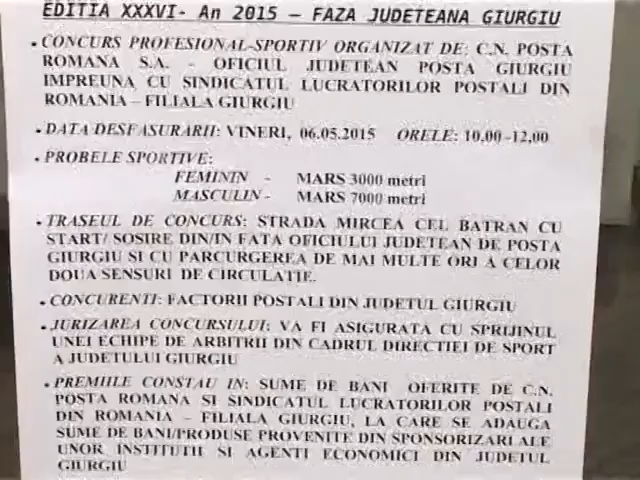 EDITIA XXXVI- An 2015 – FAZA JUDETEANA GIURGIU
• CONCURS PROFESIONAL-SPORTIV ORGANIZAT DE: C.N. POSTA
ROMANA S.A. - OFICIUL JUDETEAN POSTA GIURGIU
IMPREUNA CU SINDICATUL LUCRATORILOR POSTALI DIN
ROMANIA – FILIALA GIURGIU
• DATA DESFASURARII: VINERI, 06.05.2015 ORELE: 10,00-12,00
• PROBELE SPORTIVE:
FEMININ - MARS 3000 metri
MASCULIN - MARS 7000 metri
• TRASEUL DE CONCURS: STRADA MIRCEA CEL BATRAN CU
START/ SOSIRE DIN/IN FATA OFICIULUI JUDETEAN DE POSTA
GIURGIU SI CU PARCURGEREA DE MAI MULTE ORI A CELOR
DOUA SENSURI DE CIRCULATIE.
• CONCURENTI: FACTORII POSTALI DIN JUDETUL GIURGIU
• JURIZAREA CONCURSULUI: VA FI ASIGURATA CU SPRIJINUL
UNEI ECHIPE DE ARBITRII DIN CADRUL DIRECTIEI DE SPORT
A JUDETULUI GIURGIU
• PREMIILE CONSTAU IN: SUME DE BANI OFERITE DE C.N.
POSTA ROMANA SI SINDICATUL LUCRATORILOR POSTALI
DIN ROMANIA – FILIALA GIURGIU, LA CARE SE ADAUGA
SUME DE BANI/PRODUSE PROVENITE DIN SPONSORIZARI ALE
UNOR INSTITUTII SI AGENTI ECONOMICI DIN JUDETUL
GIURGIU